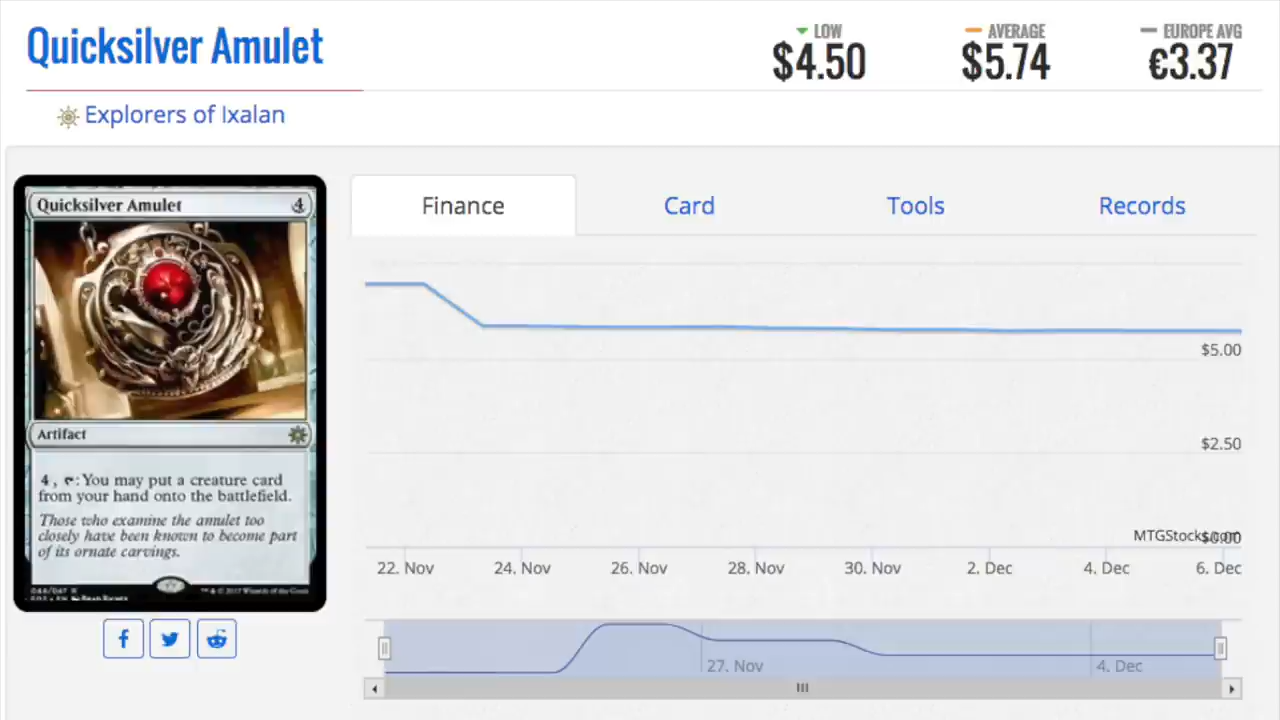 Quicksilver Amulet
LOW
$4.50
AVERAGE
$5.74
EUROPE AVG
€3.37
Explorers of Ixalan
Quicksilver Amulet
4
Artifact
4, T: You may put a creature card
from your hand onto the battlefield.
Those who examine the amulet too
closely have been known to become part
of its ornate carvings.
Finance
Card
Tools
Records
$5.00
$2.50
$0.00
MTGStocks.com
22. Nov
24. Nov
26. Nov
28. Nov
30. Nov
2. Dec
4. Dec
6. Dec
27. Nov
4. Dec